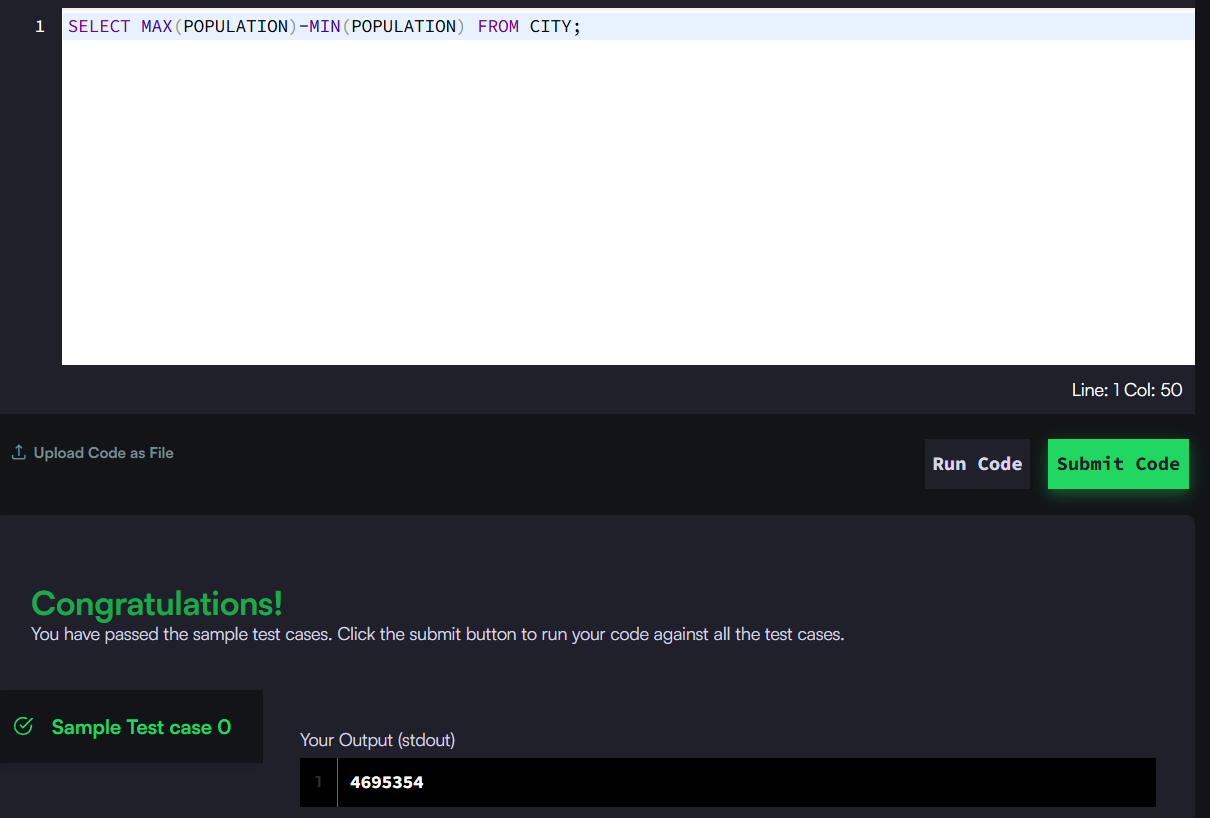 1 SELECT MAX(POPULATION)-MIN(POPULATION) FROM CITY;
Line: 1 Col: 50
Upload Code as File
Run Code
Submit Code
Congratulations!
You have passed the sample test cases. Click the submit button to run your code against all the test cases.
Sample Test case 0
Your Output (stdout)
1 4695354